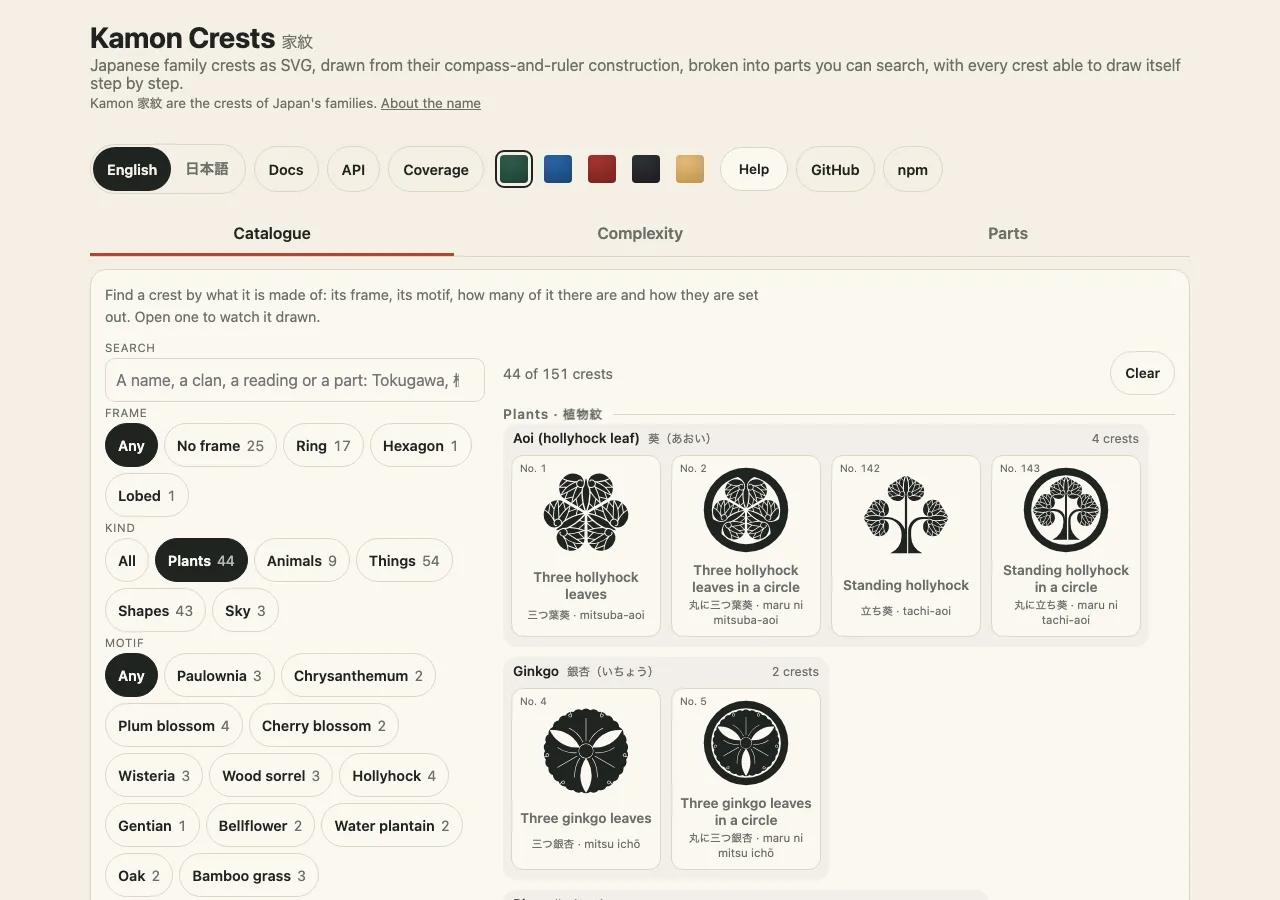 Kamon Crests 家紋
Japanese family crests as SVG, drawn from their compass-and-ruler construction, broken into parts you can search, with every crest able to draw itself
step by step.
Kamon 家紋 are the crests of Japan's families. About the name
English 日本語 Docs API Coverage Help GitHub npm
Catalogue Complexity Parts
Find a crest by what it is made of: its frame, its motif, how many of it there are and how they are set
out. Open one to watch it drawn.
SEARCH
A name, a clan, a reading or a part: Tokugawa,
FRAME
Any No frame 25 Ring 17 Hexagon 1
Lobed 1
KIND
All Plants 44 Animals 9 Things 54
Shapes 43 Sky 3
MOTIF
Any Paulownia 3 Chrysanthemum 2
Plum blossom 4 Cherry blossom 2
Wisteria 3 Wood sorrel 3 Hollyhock 4
Gentian 1 Bellflower 2 Water plantain 2
Oak 2 Bamboo grass 3
44 of 151 crests Clear
Plants · 植物紋
Aoi (hollyhock leaf) 葵（あおい） 4 crests
No. 1
Three hollyhock
leaves
三つ葉葵 · mitsuba-aoi
No. 2
Three hollyhock
leaves in a circle
丸に三つ葉葵 · maru ni
mitsuba-aoi
No. 142
Standing hollyhock
立ち葵 · tachi-aoi
No. 143
Standing hollyhock
in a circle
丸に立ち葵 · maru ni
tachi-aoi
Ginkgo 銀杏（いちょう） 2 crests
No. 4
Three ginkgo leaves
三つ銀杏 · mitsu ichō
No. 5
Three ginkgo leaves
in a circle
丸に三つ銀杏 · maru ni
mitsu ichō